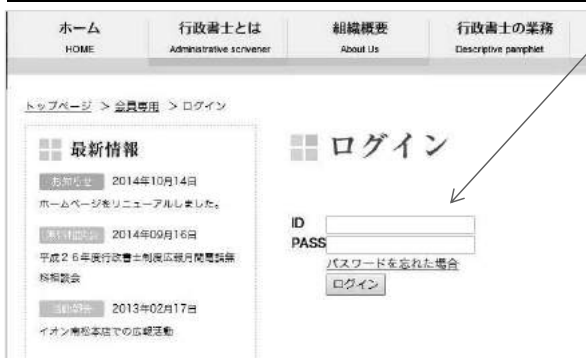 ホーム
HOME
行政書士とは
Administrative scrivener
組織概要
About Us
行政書士の業務
Descriptive pamphlet
トップページ > 会員専用 > ログイン
最新情報
お知らせ 2014年10月14日
ホームページをリニューアルしました。
2014年09月16日
平成26年度行政書士制度広報月間電話無
料相談会
2013年02月17日
イオン南松本店での広報活動
ログイン
ID
PASS
パスワードを忘れた場合
ログイン